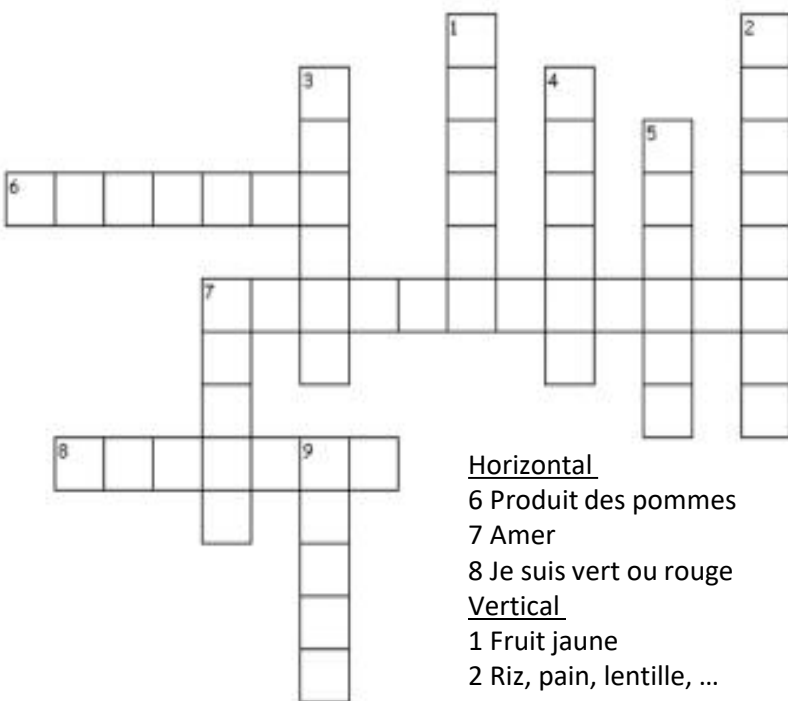 1
2
3
4
5
6
7
8
9
Horizontal
6 Produit des pommes
7 Amer
8 Je suis vert ou rouge
Vertical
1 Fruit jaune
2 Riz, pain, lentille, ...